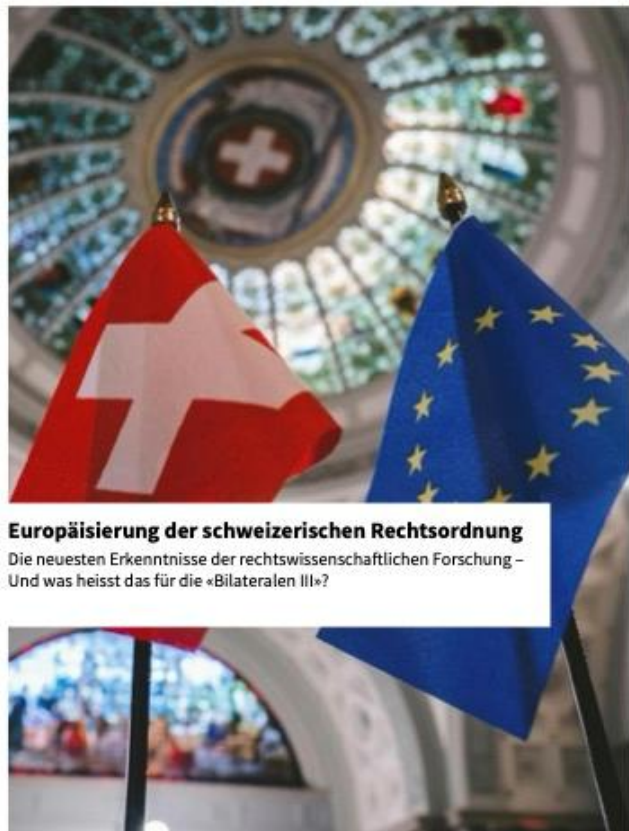 Europäisierung der schweizerischen Rechtsordnung
Die neuesten Erkenntnisse der rechtswissenschaftlichen Forschung –
Und was heisst das für die «Bilateralen III»?